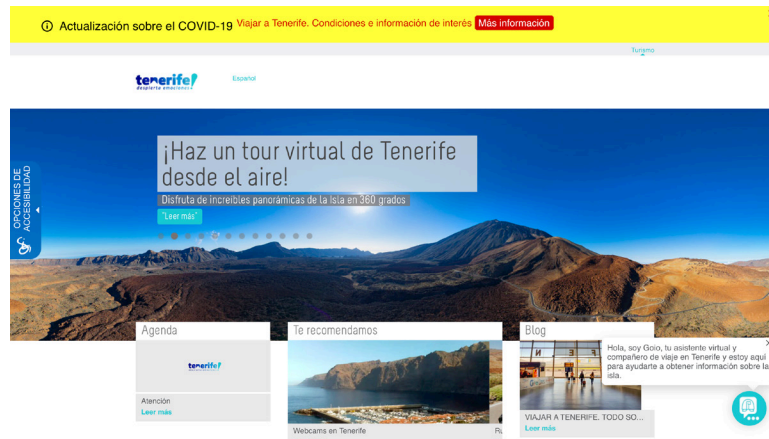 Actualización sobre el COVID-19 Viajar a Tenerife. Condiciones e información de interés Más información
Turismo
tenerife!
despierta emociones
Español
OPCIONES DE
ACCESIBILIDAD
¡Haz un tour virtual de Tenerife
desde el aire!
Disfruta de increíbles panorámicas de la Isla en 360 grados
"Leer más"
Agenda
tenerife!
Atención
Leer más
Te recomendamos
Webcams en Tenerife
Ru
Blog
VIAJAR A TENERIFE. TODO SO...
Leer más
Hola, soy Goio, tu asistente virtual y
compañero de viaje en Tenerife y estoy aquí
para ayudarte a obtener información sobre la
isla.